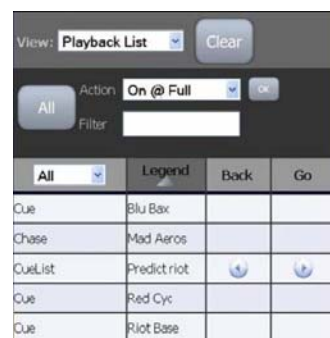 View: Playback List Clear
All
Action On @ Full OK
Filter
All Legend Back Go
Cue Blu Bax
Chase Mad Aeros
CueList Predict riot
Cue Red Cyc
Cue Riot Base